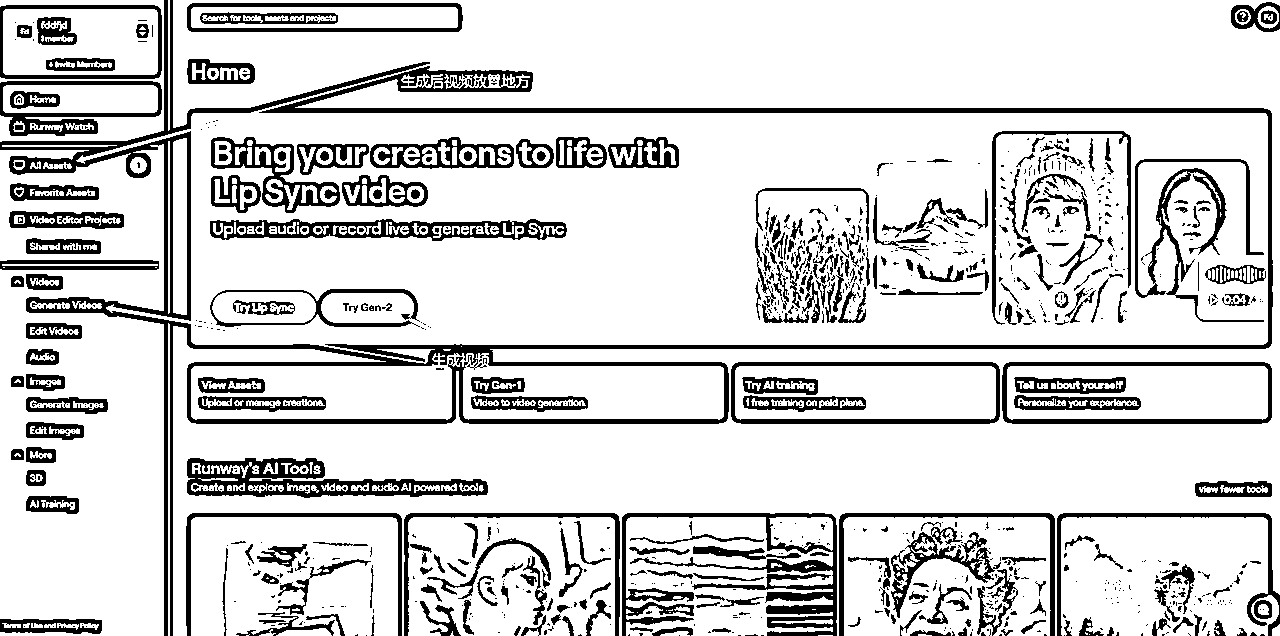 Fd
fddfjd
1 member
+ Invite Members
Home
Runway Watch
All Assets
1
Favorite Assets
Video Editor Projects
Shared with me
Videos
Generate Videos
Edit Videos
Audio
Images
Generate Images
Edit Images
More
3D
AI Training
Terms of Use and Privacy Policy
Search for tools, assets and projects
?
Fd
Home
生成后视频放置地方
Bring your creations to life with
Lip Sync video
Upload audio or record live to generate Lip Sync
Try Lip Sync
Try Gen-2
0:04
生成视频
View Assets
Upload or manage creations.
Try Gen-1
Video to video generation.
Try AI training
1 free training on paid plans.
Tell us about yourself
Personalize your experience.
Runway's AI Tools
Create and explore image, video and audio AI powered tools
View fewer tools